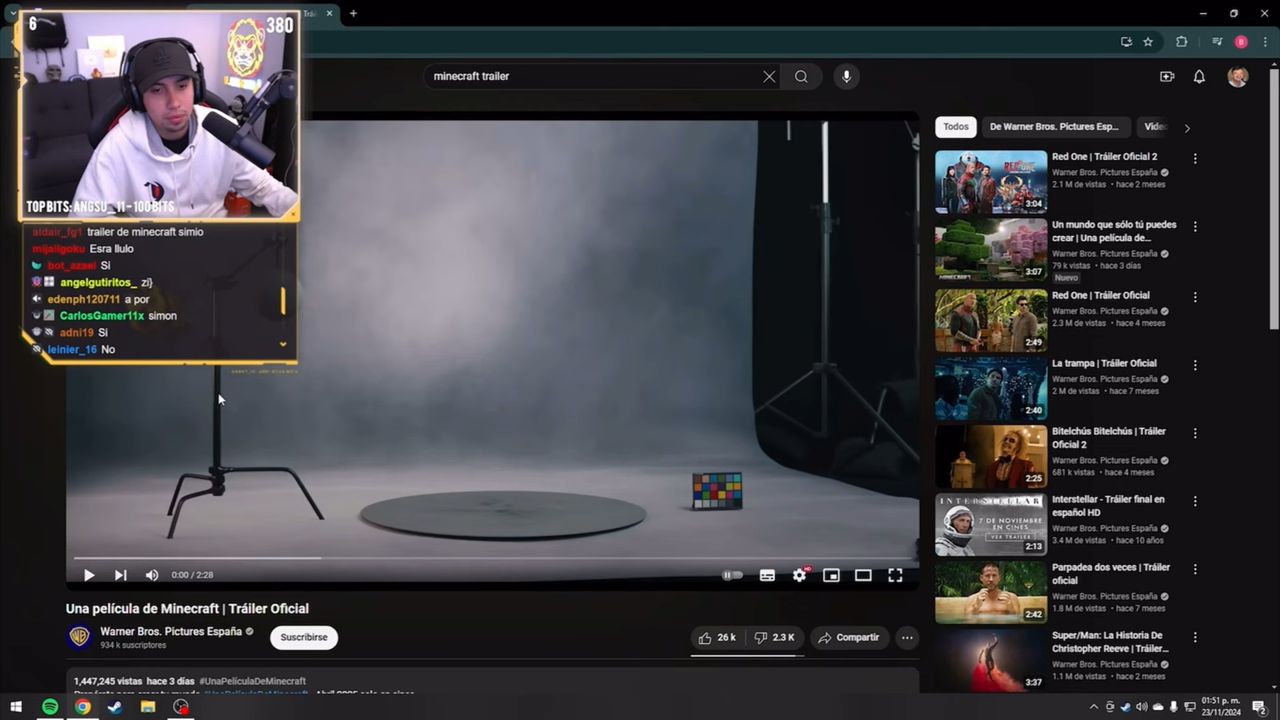 6
380
TOP BITS: ANGSU_11 - 100 BITS
aldair_fg1 trailer de minecraft simio
mijailgoku Esra llulo
bot_azael Si
angelgutiritos_ zi}
edenph120711 a por
CarlosGamer11x simon
adni19 Si
leinier_16 No
minecraft trailer
0:00 / 2:28
Una película de Minecraft | Tráiler Oficial
Warner Bros. Pictures España
934 k suscriptores
Suscribirse
2.3 K
Compartir
1,447,245 vistas hace 3 días #UnaPelículaDeMinecraft
Todos
De Warner Bros. Pictures Esp...
Red One | Tráiler Oficial 2
Warner Bros. Pictures España
2.1 M de vistas • hace 2 meses
3:04
Un mundo que sólo tú puedes
crear | Una película de...
Warner Bros. Pictures España
79 k vistas • hace 3 días
Nuevo
MINECRAFT
3:07
Red One | Tráiler Oficial
Warner Bros. Pictures España
2.3 M de vistas • hace 4 meses
2:49
La trampa | Tráiler Oficial
Warner Bros. Pictures España
2 M de vistas • hace 7 meses
2:40
Bitelchús Bitelchús | Tráiler
Oficial 2
Warner Bros. Pictures España
681 k vistas • hace 4 meses
2:25
Interstellar - Tráiler final en
español HD
Warner Bros. Pictures España
3.4 M de vistas • hace 10 años
INTERSTELLAR
7 DE NOVIEMBRE
EN CINES
VER TRAILER
2:13
Parpadea dos veces | Tráiler
oficial
Warner Bros. Pictures España
1.8 M de vistas • hace 7 meses
2:42
Super/Man: La Historia De
Christopher Reeve | Tráiler...
Warner Bros. Pictures España
1.1 M de vistas • hace 2 meses
3:37
01:51 p. m.
23/11/2024